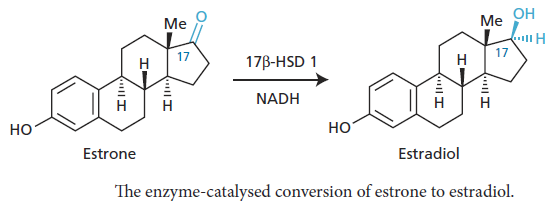 Me O
17
H
H H
HO
Estrone
17β-HSD 1
NADH
Me OH
H
17
H
H H
HO
Estradiol
The enzyme-catalysed conversion of estrone to estradiol.